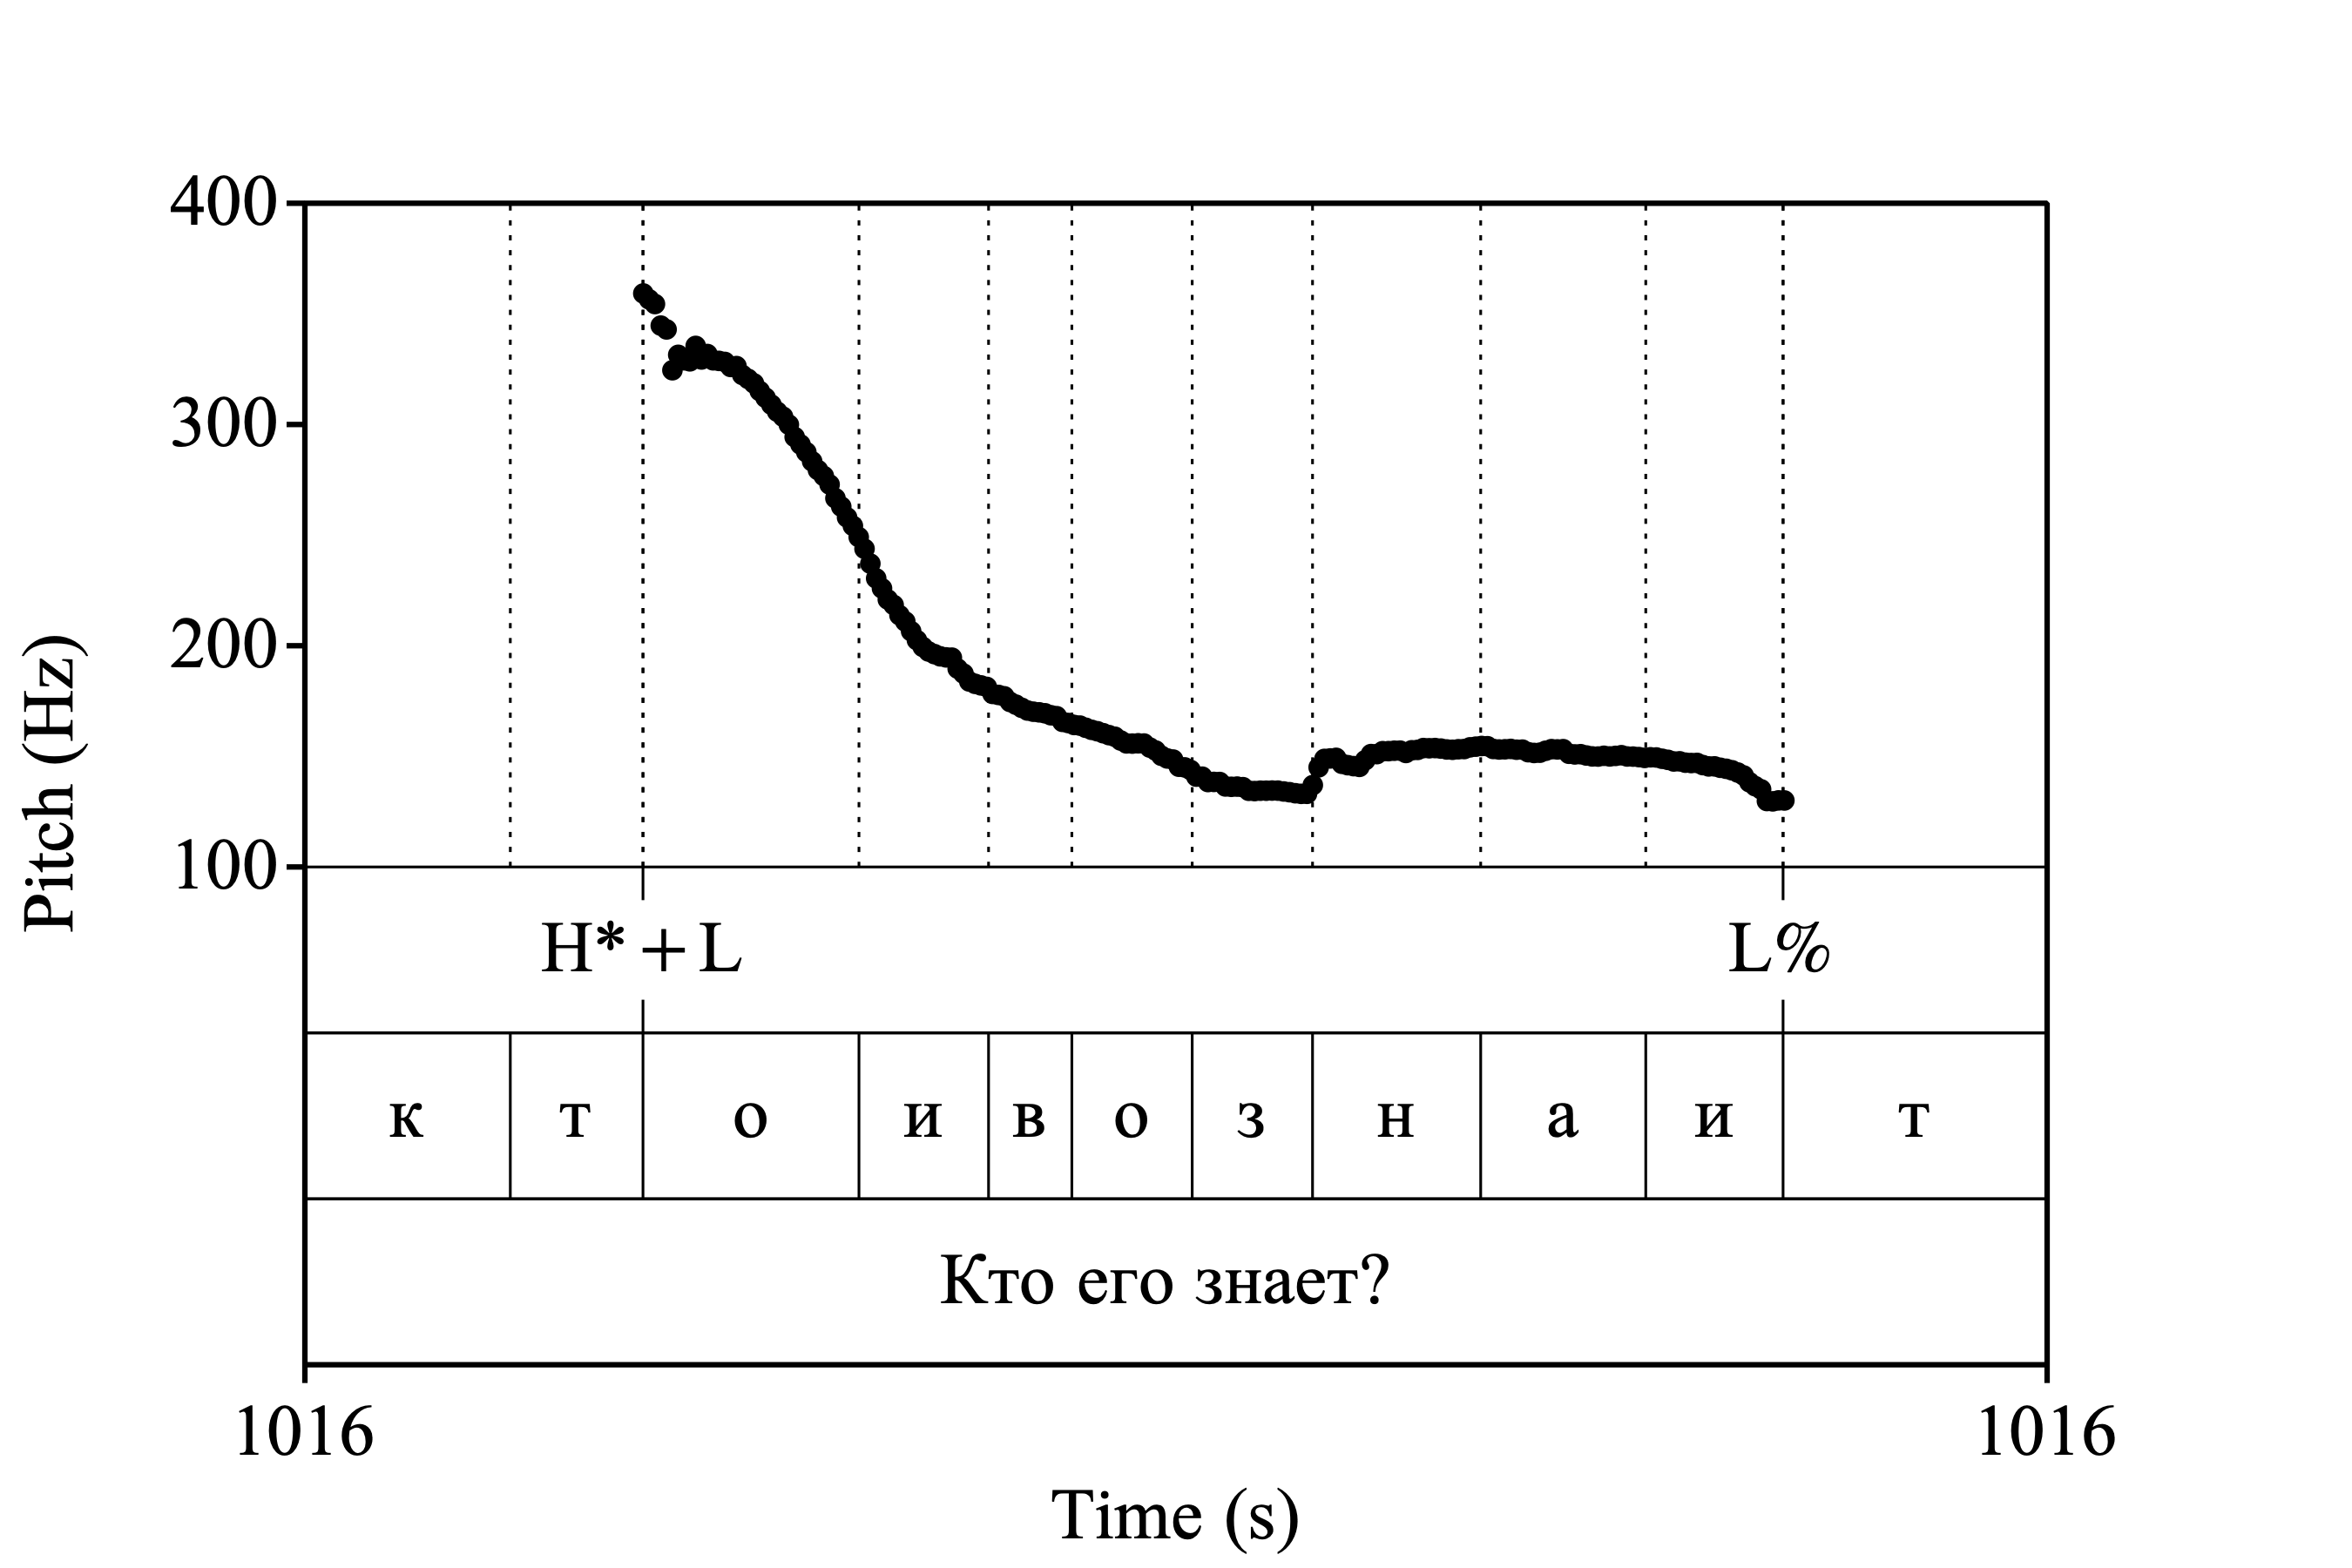 Pitch (Hz)
400
300
200
100
H*+L L%
к т о и в о з н а и т
Кто его знает?
1016 1016
Time (s)